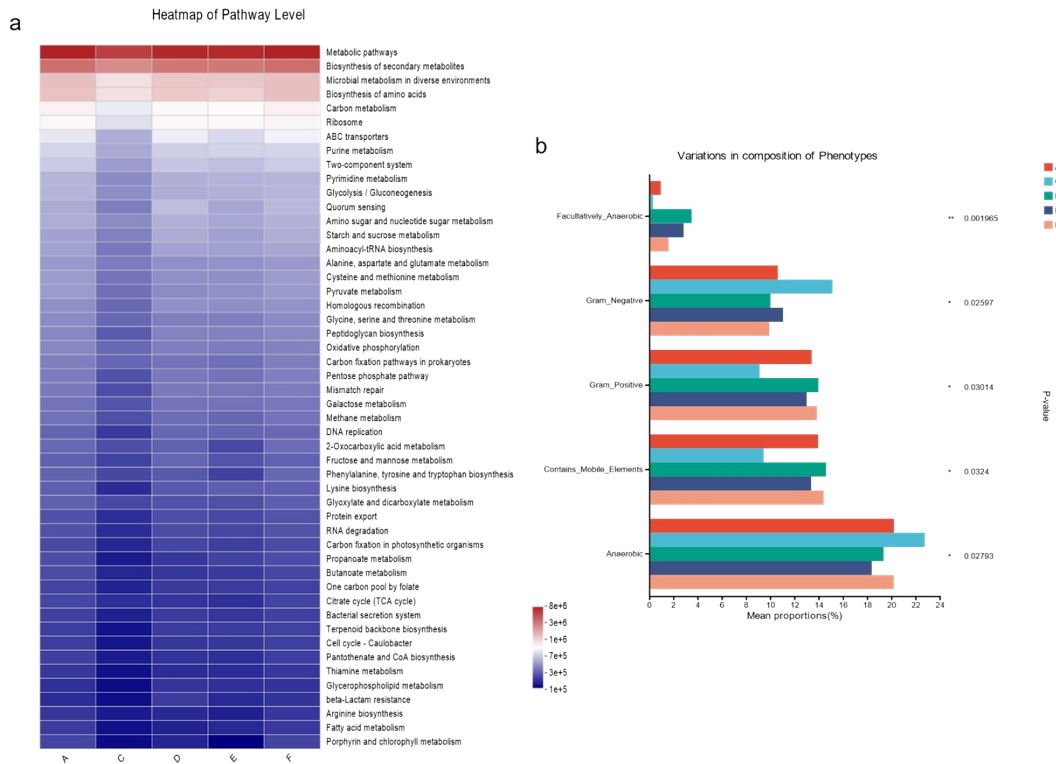 Heatmap of Pathway Level
a
Metabolic pathways
Biosynthesis of secondary metabolites
Microbial metabolism in diverse environments
Biosynthesis of amino acids
Carbon metabolism
Ribosome
ABC transporters
Purine metabolism
Two-component system
Pyrimidine metabolism
Glycolysis / Gluconeogenesis
Quorum sensing
Amino sugar and nucleotide sugar metabolism
Starch and sucrose metabolism
Aminoacyl-tRNA biosynthesis
Alanine, aspartate and glutamate metabolism
Cysteine and methionine metabolism
Pyruvate metabolism
Homologous recombination
Glycine, serine and threonine metabolism
Peptidoglycan biosynthesis
Oxidative phosphorylation
Carbon fixation pathways in prokaryotes
Pentose phosphate pathway
Mismatch repair
Galactose metabolism
Methane metabolism
DNA replication
2-Oxocarboxylic acid metabolism
Fructose and mannose metabolism
Phenylalanine, tyrosine and tryptophan biosynthesis
Lysine biosynthesis
Glyoxylate and dicarboxylate metabolism
Protein export
RNA degradation
Carbon fixation in photosynthetic organisms
Propanoate metabolism
Butanoate metabolism
One carbon pool by folate
Citrate cycle (TCA cycle)
Bacterial secretion system
Terpenoid backbone biosynthesis
Cell cycle - Caulobacter
Pantothenate and CoA biosynthesis
Thiamine metabolism
Glycerophospholipid metabolism
beta-Lactam resistance
Arginine biosynthesis
Fatty acid metabolism
Porphyrin and chlorophyll metabolism
A C D E F
8e+6
3e+6
1e+6
7e+5
3e+5
1e+5
b
Variations in composition of Phenotypes
Facultatively_Anaerobic
** 0.001965
Gram_Negative
* 0.02597
Gram_Positive
* 0.03014
Contains_Mobile_Elements
* 0.0324
Anaerobic
* 0.02793
0 2 4 6 8 10 12 14 16 18 20 22 24
Mean proportions(%)
P-value